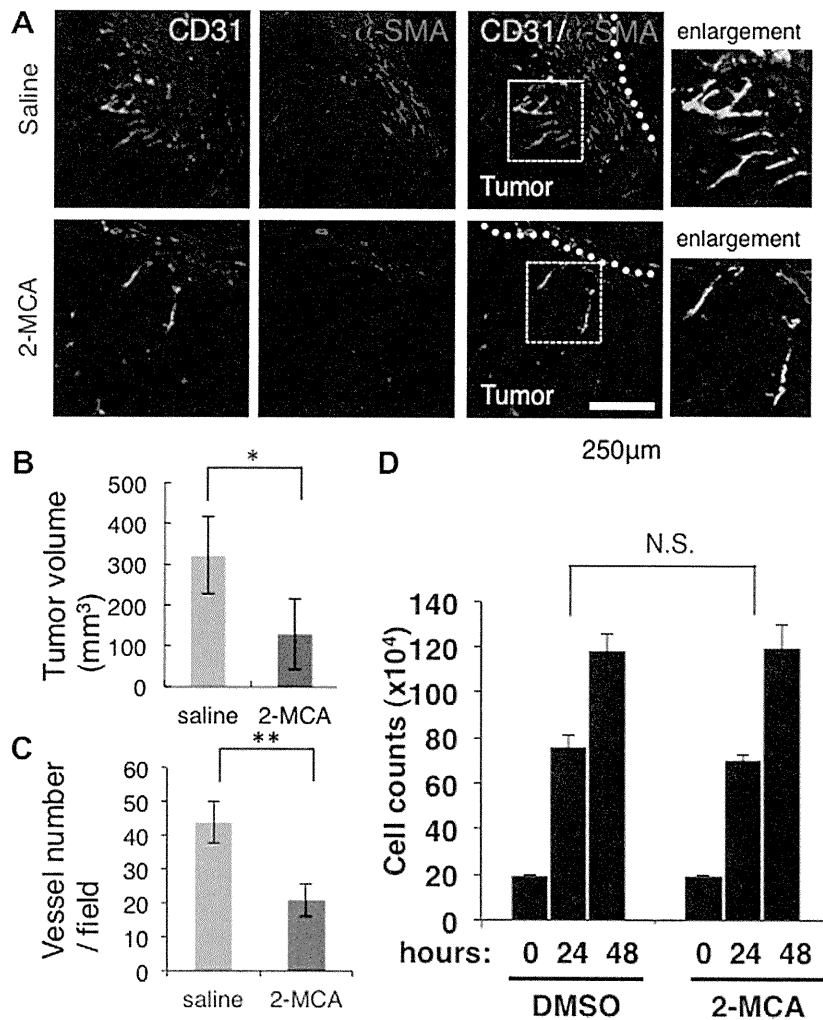 A
CD31
α-SMA
CD31/α-SMA
enlargement
Saline
Tumor
enlargement
2-MCA
Tumor
250μm
B
*
Tumor volume
(mm³)
500
400
300
200
100
0
saline 2-MCA
C
**
Vessel number
/ field
60
50
40
30
20
10
0
saline 2-MCA
D
N.S.
Cell counts (x10⁴)
140
120
100
80
60
40
20
0
hours: 0 24 48 0 24 48
DMSO 2-MCA